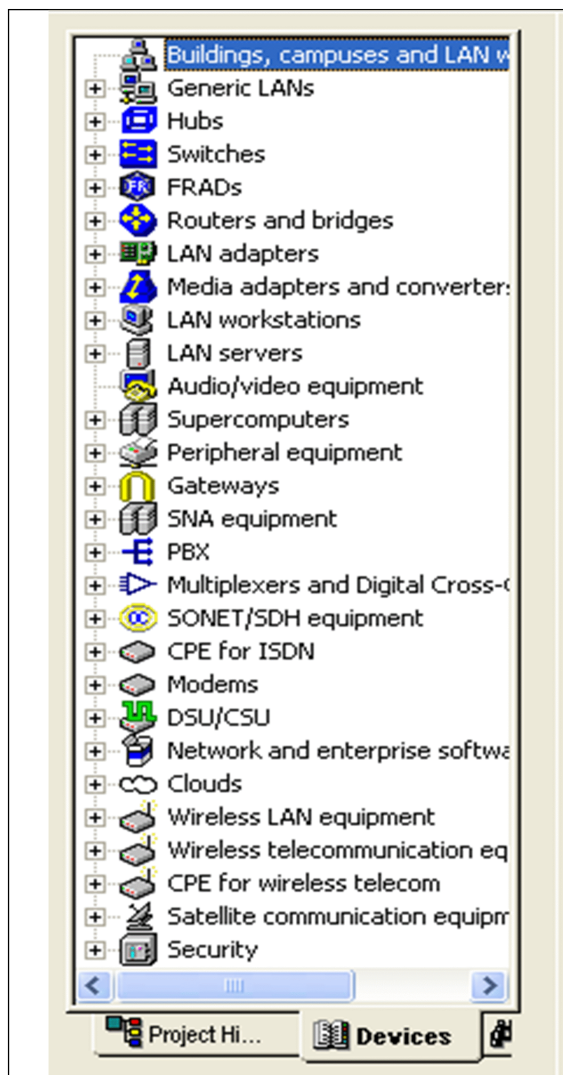 Buildings, campuses and LAN w
Generic LANs
Hubs
Switches
FRADs
Routers and bridges
LAN adapters
Media adapters and converter
LAN workstations
LAN servers
Audio/video equipment
Supercomputers
Peripheral equipment
Gateways
SNA equipment
PBX
Multiplexers and Digital Cross-
SONET/SDH equipment
CPE for ISDN
Modems
DSU/CSU
Network and enterprise softwa
Clouds
Wireless LAN equipment
Wireless telecommunication eq
CPE for wireless telecom
Satellite communication equipm
Security
Project Hi... Devices